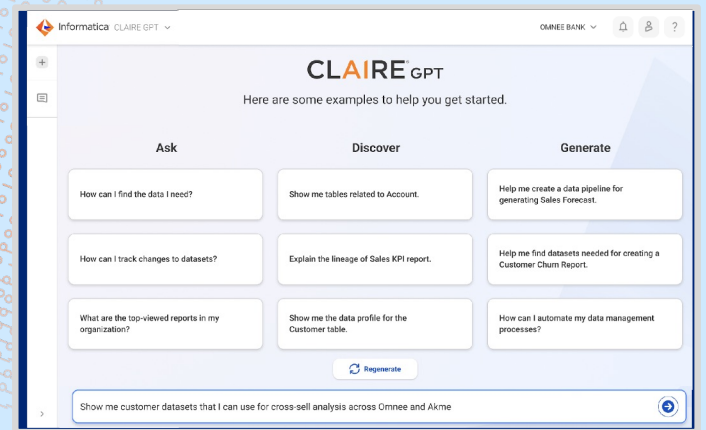 Informatica CLAIRE GPT
OMNEE BANK
?
CLAIRE GPT
Here are some examples to help you get started.
Ask
Discover
Generate
How can I find the data I need?
Show me tables related to Account.
Help me create a data pipeline for
generating Sales Forecast.
How can I track changes to datasets?
Explain the lineage of Sales KPI report.
Help me find datasets needed for creating a
Customer Churn Report.
What are the top-viewed reports in my
organization?
Show me the data profile for the
Customer table.
How can I automate my data management
processes?
Regenerate
Show me customer datasets that I can use for cross-sell analysis across Omnee and Akme